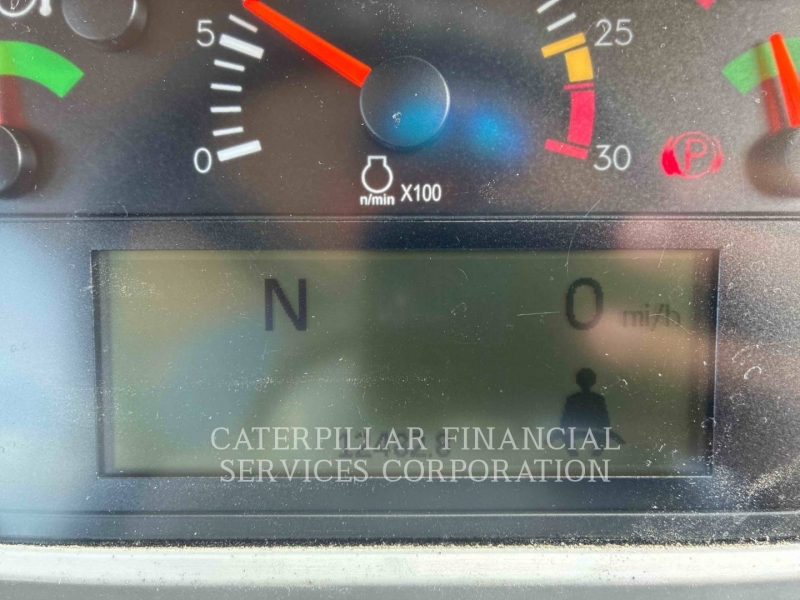 5
25
0
30
P
n/min X100
N 0 mi/h
CATERPILLAR FINANCIAL
SERVICES CORPORATION